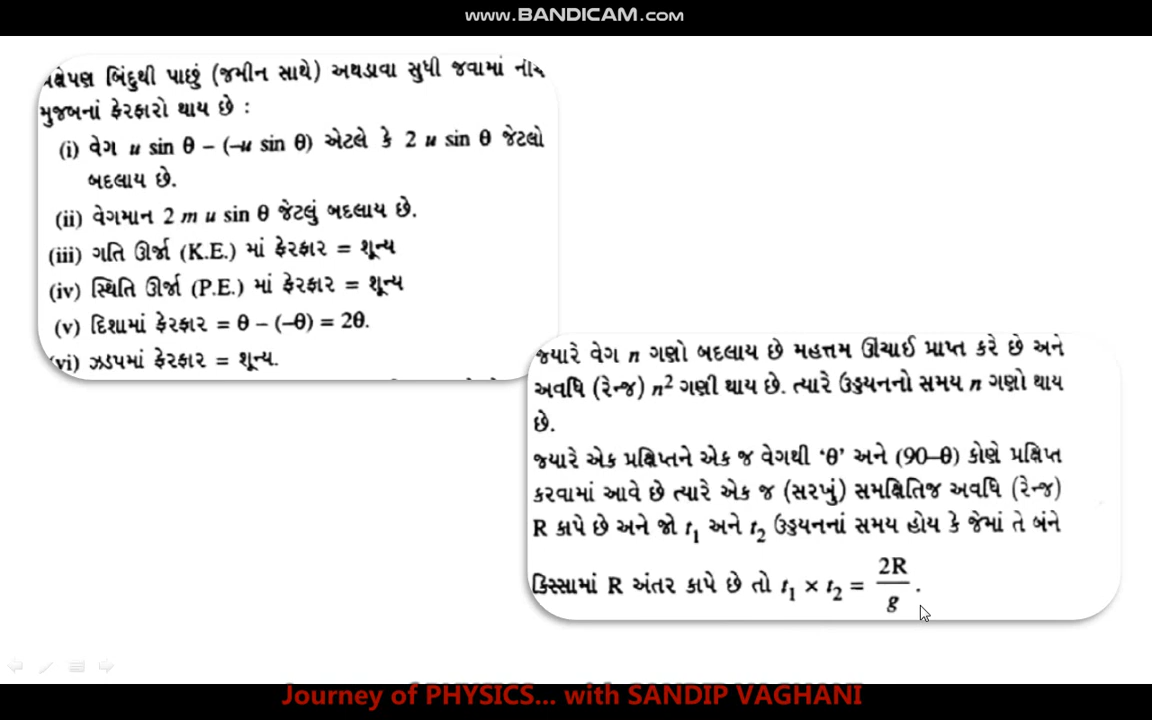 www.BANDICAM.com
બિંદુથી પાછું (જમીન સાથે) અથડાવા સુધી જવામાં
મુજબનાં ફેરફારો થાય છે :
(i) વેગ u sin θ – (–u sin θ) એટલે કે 2 u sin θ જેટલો
બદલાય છે.
(ii) વેગમાન 2 m u sin θ જેટલું બદલાય છે.
(iii) ગતિ ઊર્જા (K.E.) માં ફેરફાર = શૂન્ય
(iv) સ્થિતિ ઊર્જા (P.E.) માં ફેરફાર = શૂન્ય
(v) દિશામાં ફેરફાર = θ – (–θ) = 2θ.
(vi) ઝડપમાં ફેરફાર = શૂન્ય.
જ્યારે વેગ n ગણો બદલાય છે મહત્તમ ઊંચાઈ પ્રાપ્ત કરે છે અને
અવધિ (રેન્જ) n² ગણી થાય છે. ત્યારે ઉડ્ડયનનો સમય n ગણો થાય
છે.
જ્યારે એક પ્રક્ષિપ્તને એક જ વેગથી ‘θ’ અને (90–θ) કોણે પ્રક્ષિપ્ત
કરવામાં આવે છે ત્યારે એક જ (સરખું) સમક્ષિતિજ અવધિ (રેન્જ)
R કાપે છે અને જો t₁ અને t₂ ઉડ્ડયનનાં સમય હોય કે જેમાં તે બંને
કિસ્સામાં R અંતર કાપે છે તો t₁ × t₂ = 2R/g .
Journey of PHYSICS... with SANDIP VAGHANI